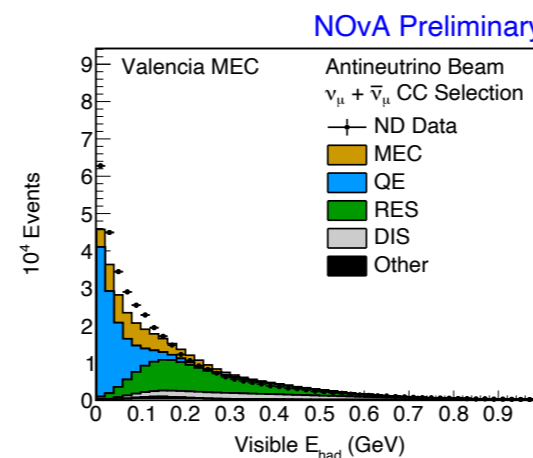 NOvA Preliminary
Valencia MEC
Antineutrino Beam
νμ + ν̄μ CC Selection
ND Data
MEC
QE
RES
DIS
Other
10⁴ Events
9
8
7
6
5
4
3
2
1
0
0 0.1 0.2 0.3 0.4 0.5 0.6 0.7 0.8 0.9
Visible E_had (GeV)